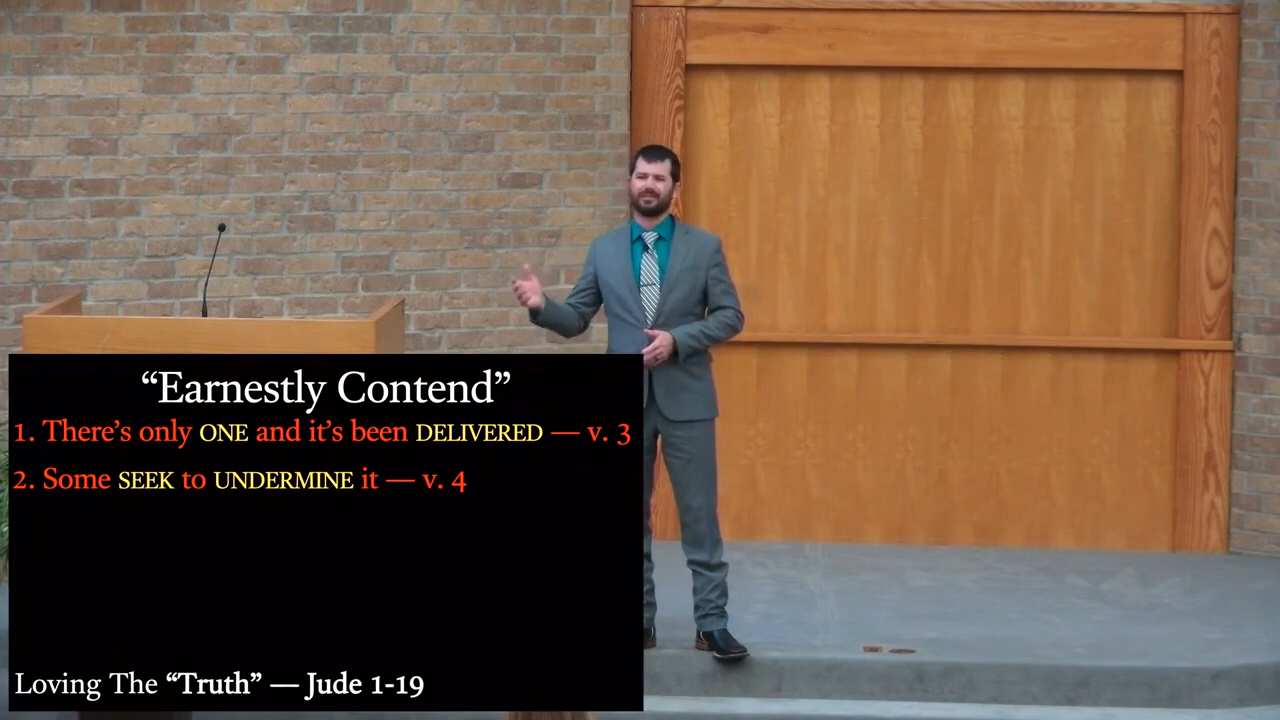 “Earnestly Contend”
1. There’s only ONE and it’s been DELIVERED — v. 3
2. Some SEEK to UNDERMINE it — v. 4
Loving The “Truth” — Jude 1-19